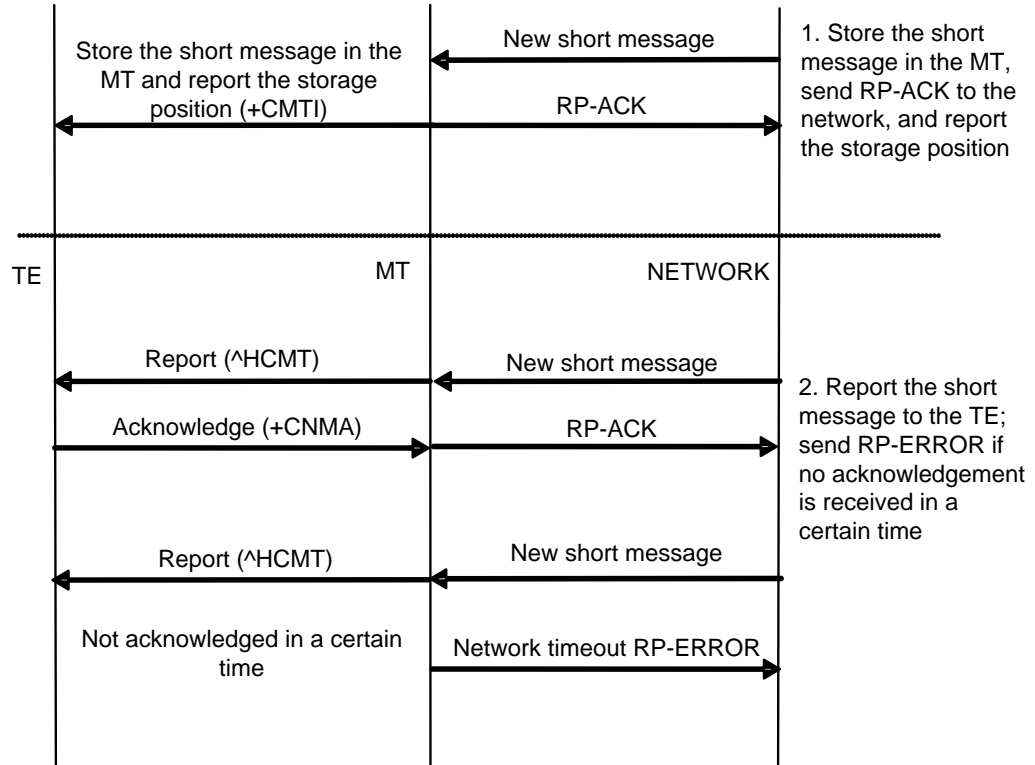 Store the short message in the
MT and report the storage
position (+CMTI)
New short message
RP-ACK
1. Store the short
message in the MT,
send RP-ACK to the
network, and report
the storage position
TE
MT
NETWORK
Report (^HCMT)
New short message
Acknowledge (+CNMA)
RP-ACK
2. Report the short
message to the TE;
send RP-ERROR if
no acknowledgement
is received in a
certain time
Report (^HCMT)
New short message
Not acknowledged in a certain
time
Network timeout RP-ERROR